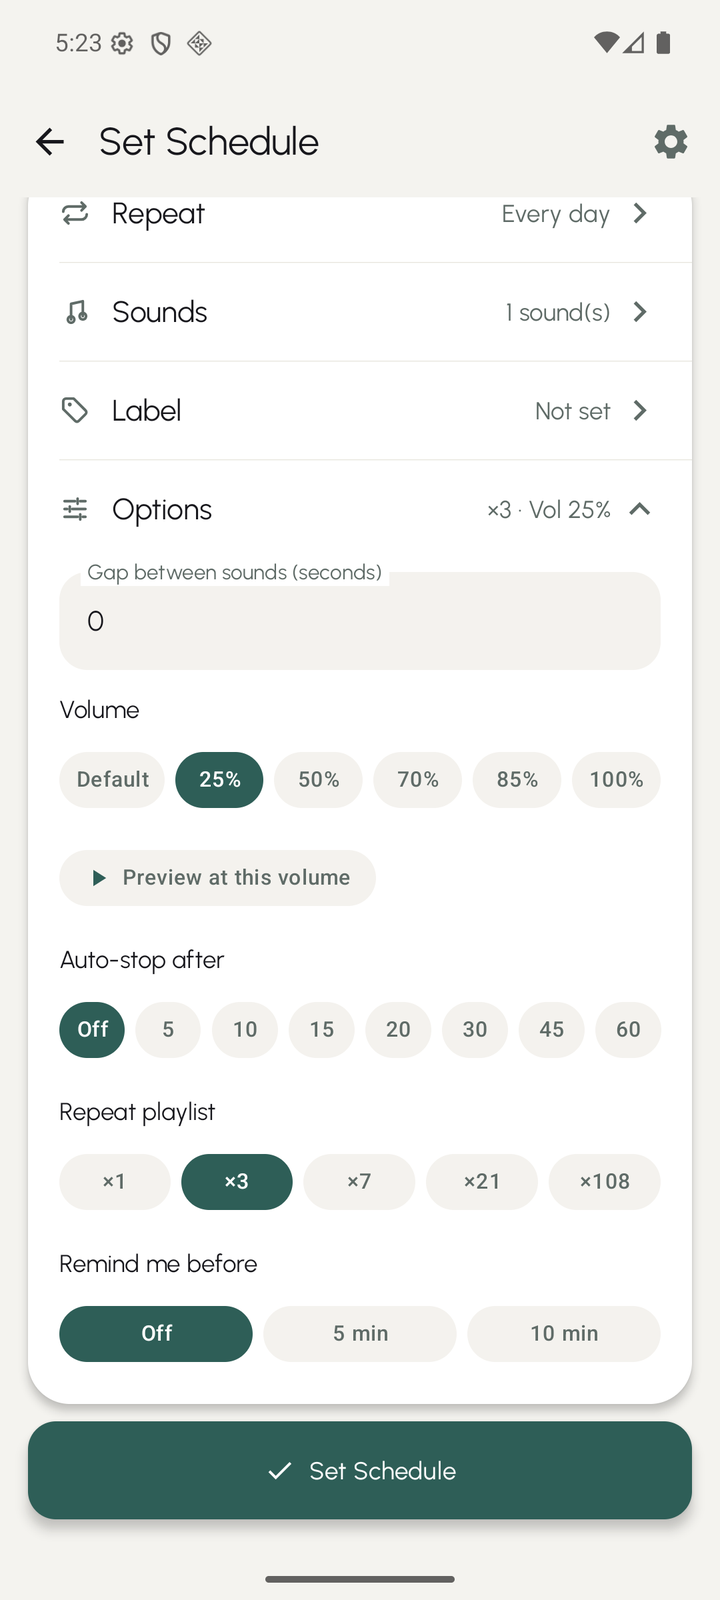 5:23
Set Schedule
Repeat Every day
Sounds 1 sound(s)
Label Not set
Options ×3 · Vol 25%
Gap between sounds (seconds)
0
Volume
Default 25% 50% 70% 85% 100%
Preview at this volume
Auto-stop after
Off 5 10 15 20 30 45 60
Repeat playlist
×1 ×3 ×7 ×21 ×108
Remind me before
Off 5 min 10 min
Set Schedule